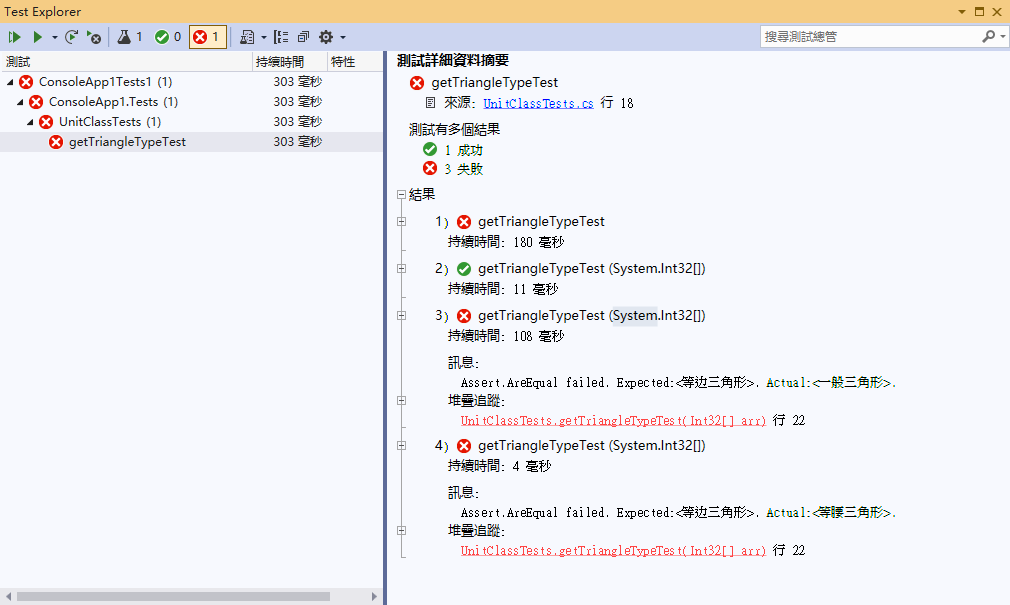 Test Explorer
1 0 1
搜尋測試總管
測試 持續時間 特性
ConsoleApp1Tests1 (1) 303 毫秒
ConsoleApp1.Tests (1) 303 毫秒
UnitClassTests (1) 303 毫秒
getTriangleTypeTest 303 毫秒
測試詳細資料摘要
getTriangleTypeTest
來源: UnitClassTests.cs 行 18
測試有多個結果
1 成功
3 失敗
結果
1) getTriangleTypeTest
持續時間: 180 毫秒
2) getTriangleTypeTest (System.Int32[])
持續時間: 11 毫秒
3) getTriangleTypeTest (System.Int32[])
持續時間: 108 毫秒
訊息:
Assert.AreEqual failed. Expected:<等边三角形>. Actual:<一般三角形>.
堆疊追蹤:
UnitClassTests.getTriangleTypeTest(Int32[] arr) 行 22
4) getTriangleTypeTest (System.Int32[])
持續時間: 4 毫秒
訊息:
Assert.AreEqual failed. Expected:<等边三角形>. Actual:<等腰三角形>.
堆疊追蹤:
UnitClassTests.getTriangleTypeTest(Int32[] arr) 行 22